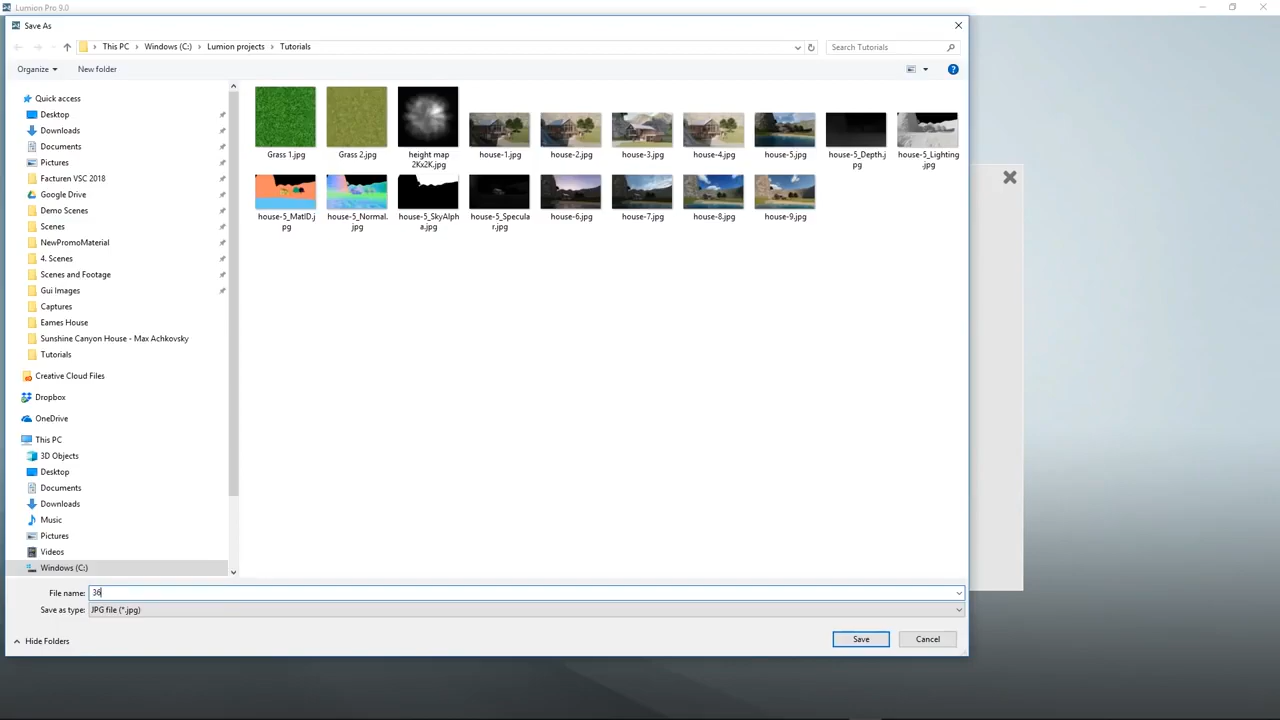 Lumion Pro 9.0
Save As
This PC > Windows (C:) > Lumion projects > Tutorials
Search Tutorials
Organize
New folder
Quick access
Desktop
Downloads
Documents
Pictures
Facturen VSC 2018
Google Drive
Demo Scenes
Scenes
NewPromoMaterial
4. Scenes
Scenes and Footage
Gui Images
Captures
Eames House
Sunshine Canyon House - Max Achkovsky
Tutorials
Creative Cloud Files
Dropbox
OneDrive
This PC
3D Objects
Desktop
Documents
Downloads
Music
Pictures
Videos
Windows (C:)
Grass 1.jpg
Grass 2.jpg
height map
2Kx2K.jpg
house-1.jpg
house-2.jpg
house-3.jpg
house-4.jpg
house-5.jpg
house-5_Depth.j
pg
house-5_Lighting
.jpg
house-5_MatID.j
pg
house-5_Normal.
jpg
house-5_SkyAlph
a.jpg
house-5_Specula
r.jpg
house-6.jpg
house-7.jpg
house-8.jpg
house-9.jpg
File name: 36
Save as type: JPG file (*.jpg)
Hide Folders
Save
Cancel